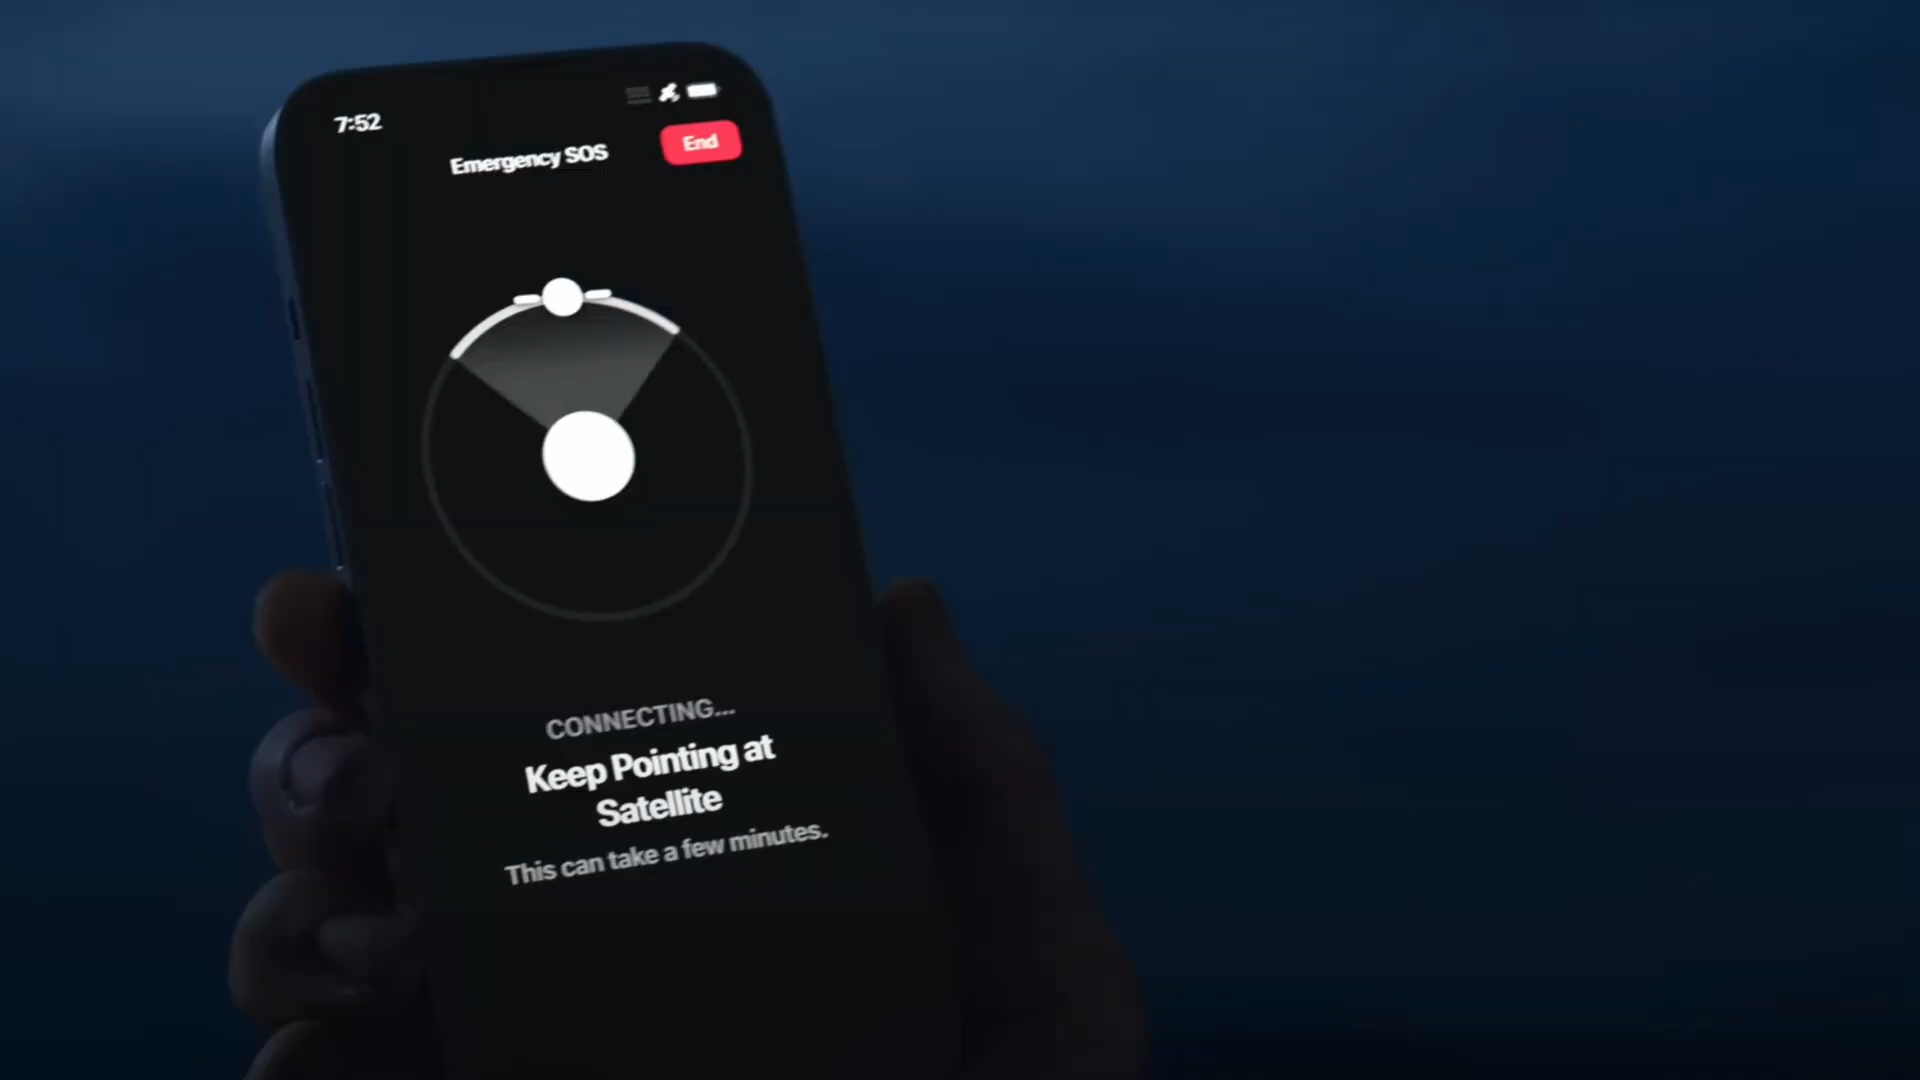 7:52
Emergency SOS
End
CONNECTING...
Keep Pointing at
Satellite
This can take a few minutes.